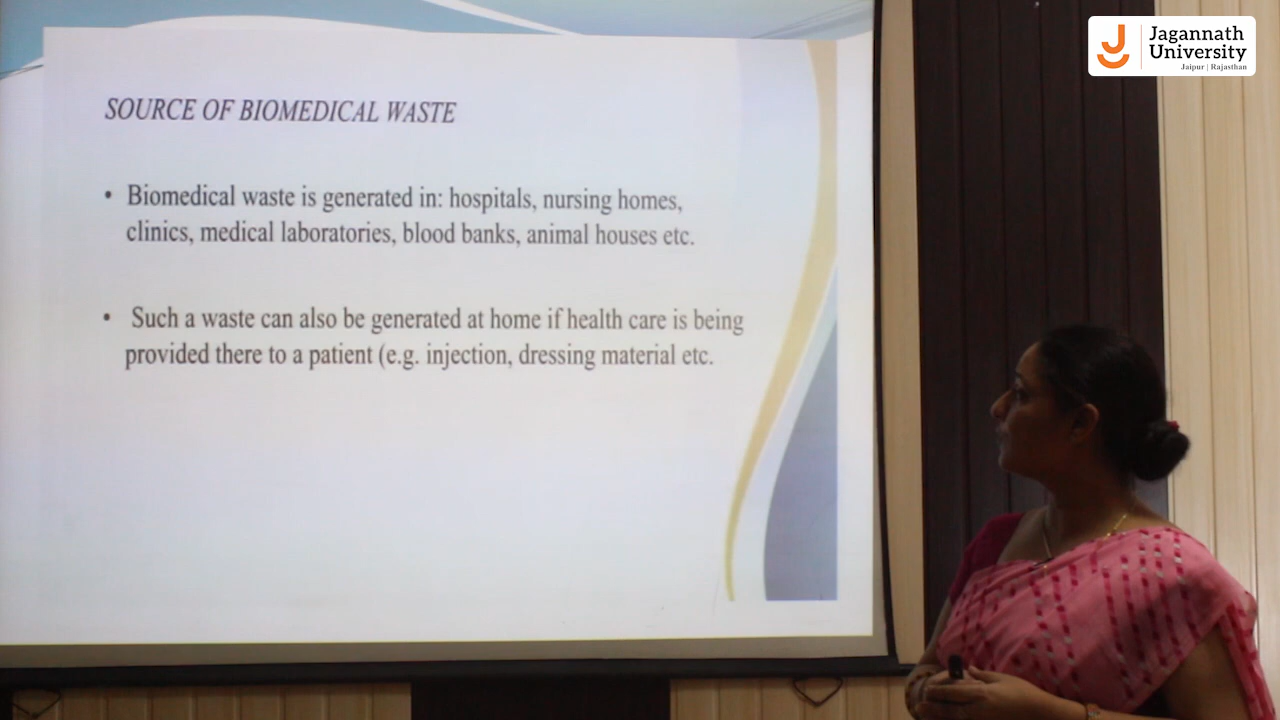 SOURCE OF BIOMEDICAL WASTE
• Biomedical waste is generated in: hospitals, nursing homes,
clinics, medical laboratories, blood banks, animal houses etc.
• Such a waste can also be generated at home if health care is being
provided there to a patient (e.g. injection, dressing material etc.
Jagannath
University
Jaipur | Rajasthan